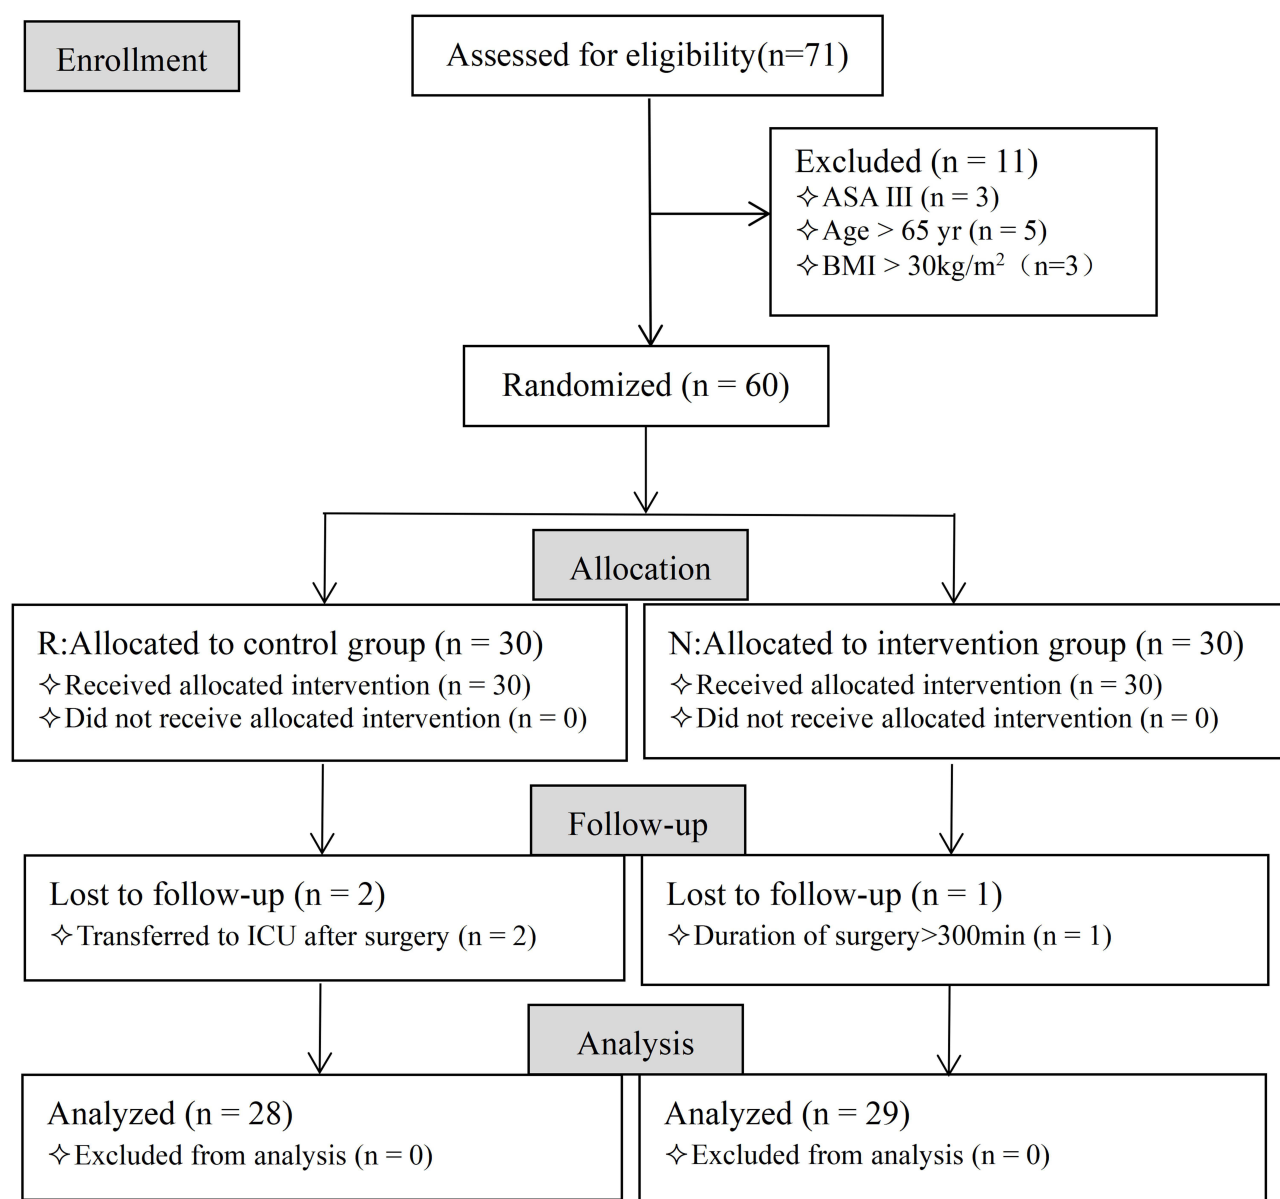 Enrollment
Assessed for eligibility(n=71)
Excluded (n = 11)
✧ASA III (n = 3)
✧Age > 65 yr (n = 5)
✧BMI > 30kg/m²（n=3）
Randomized (n = 60)
Allocation
R:Allocated to control group (n = 30)
✧Received allocated intervention (n = 30)
✧Did not receive allocated intervention (n = 0)
N:Allocated to intervention group (n = 30)
✧Received allocated intervention (n = 30)
✧Did not receive allocated intervention (n = 0)
Follow-up
Lost to follow-up (n = 2)
✧Transferred to ICU after surgery (n = 2)
Lost to follow-up (n = 1)
✧Duration of surgery>300min (n = 1)
Analysis
Analyzed (n = 28)
✧Excluded from analysis (n = 0)
Analyzed (n = 29)
✧Excluded from analysis (n = 0)